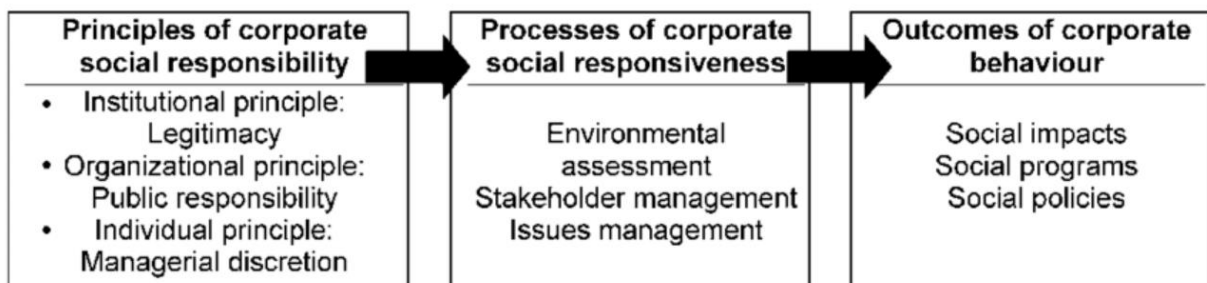 Principles of corporate
social responsibility
• Institutional principle:
Legitimacy
• Organizational principle:
Public responsibility
• Individual principle:
Managerial discretion
Processes of corporate
social responsiveness
Environmental
assessment
Stakeholder management
Issues management
Outcomes of corporate
behaviour
Social impacts
Social programs
Social policies